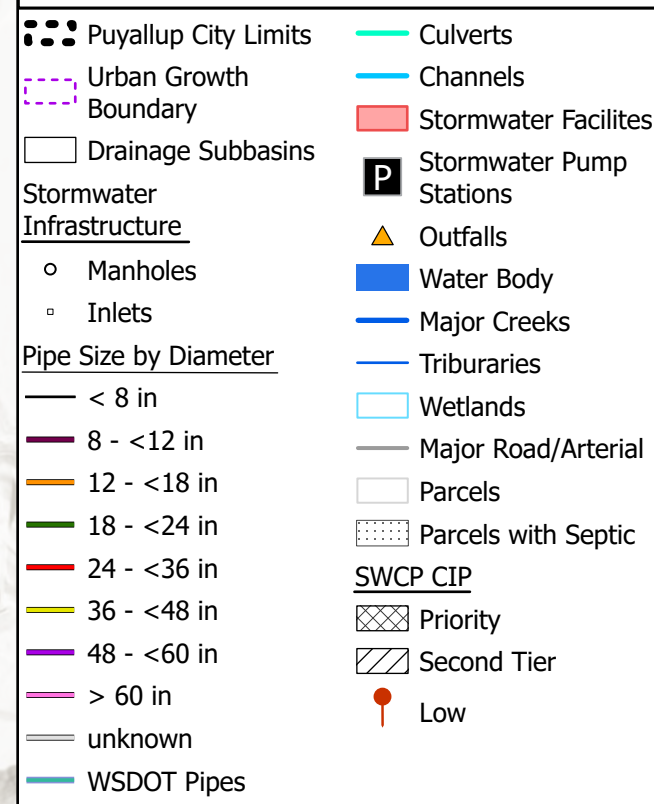 Puyallup City Limits
Urban Growth
Boundary
Drainage Subbasins
Stormwater
Infrastructure
Manholes
Inlets
Pipe Size by Diameter
< 8 in
8 - <12 in
12 - <18 in
18 - <24 in
24 - <36 in
36 - <48 in
48 - <60 in
> 60 in
unknown
WSDOT Pipes
Culverts
Channels
Stormwater Facilites
P
Stormwater Pump
Stations
Outfalls
Water Body
Major Creeks
Triburaries
Wetlands
Major Road/Arterial
Parcels
Parcels with Septic
SWCP CIP
Priority
Second Tier
Low